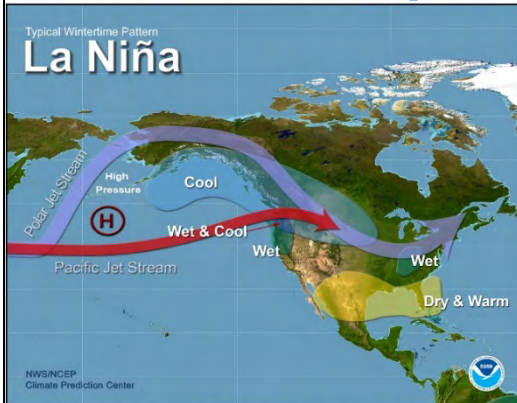 Typical Wintertime Pattern
La Niña
Polar Jet Stream
High
Pressure
H
Cool
Wet & Cool
Wet
Pacific Jet Stream
Wet
Dry & Warm
NWS/NCEP
Climate Prediction Center
NOAA